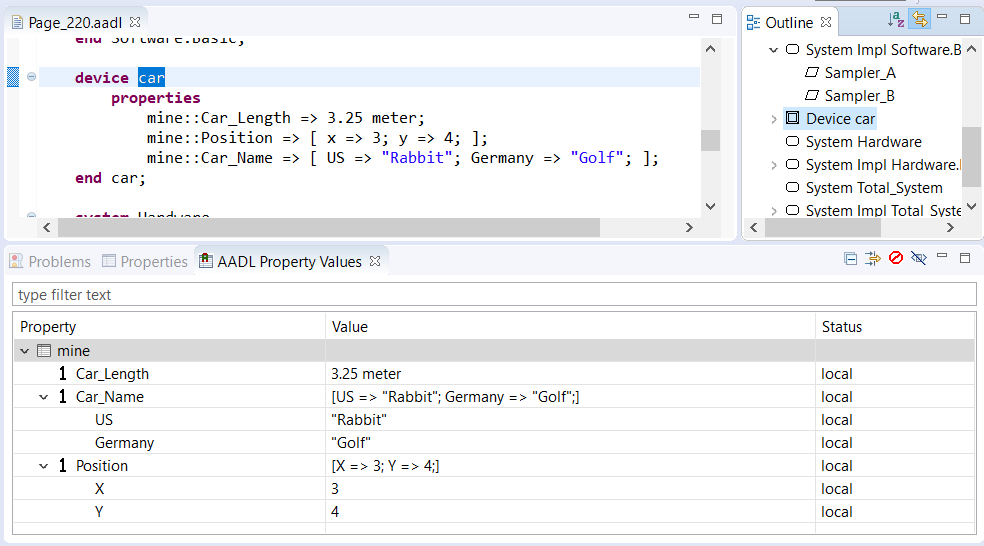 Page_220.aadl
end Software.Basic;
device car
properties
mine::Car_Length => 3.25 meter;
mine::Position => [ x => 3; y => 4; ];
mine::Car_Name => [ US => "Rabbit"; Germany => "Golf"; ];
end car;
system Hardware
Outline
System Impl Software.B
Sampler_A
Sampler_B
Device car
System Hardware
System Impl Hardware.
System Total_System
System Impl Total_Syste
Problems Properties AADL Property Values
type filter text
Property Value Status
mine
1 Car_Length 3.25 meter local
1 Car_Name [US => "Rabbit"; Germany => "Golf";] local
US "Rabbit" local
Germany "Golf" local
1 Position [X => 3; Y => 4;] local
X 3 local
Y 4 local